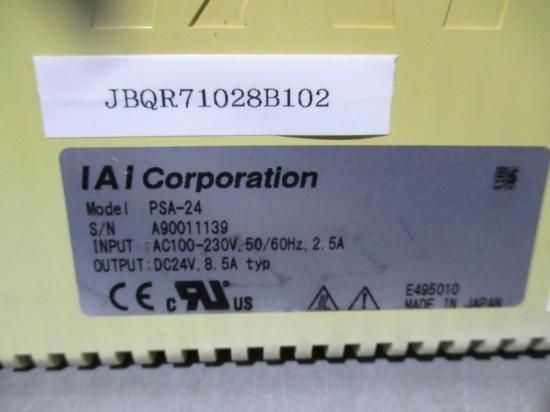 JBQR71028B102
IAI Corporation
Model PSA-24
S/N A90011139
INPUT :AC100-230V,50/60Hz, 2.5A
OUTPUT:DC24V, 8.5A typ
CE c RU US
E495010
MADE IN JAPAN